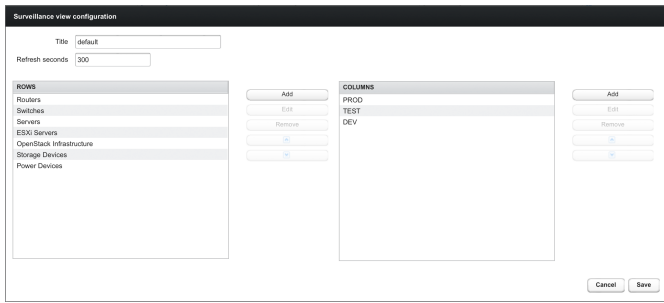 Surveillance view configuration
Title default
Refresh seconds 300
ROWS
Routers
Switches
Servers
ESXi Servers
OpenStack Infrastructure
Storage Devices
Power Devices
Add
Edit
Remove
COLUMNS
PROD
TEST
DEV
Add
Edit
Remove
Cancel Save